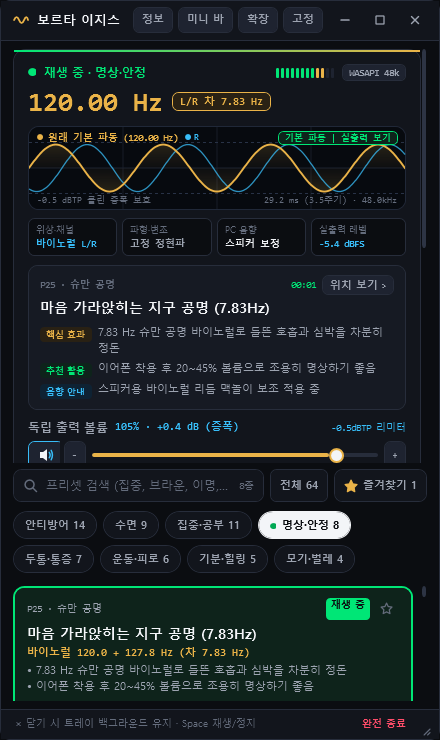 보르타 이지스 정보 미니 바 확장 고정
재생 중 · 명상·안정 WASAPI 48k
120.00 Hz L/R 차 7.83 Hz
원래 기본 파동 (120.00 Hz) R 기본 파동 | 실출력 보기
-0.5 dBTP 클린 증폭 보호 29.2 ms (3.5주기) · 48.0kHz
위상·채널 파형·변조 PC 음향 실출력 레벨
바이노럴 L/R 고정 정현파 스피커 보정 -5.4 dBFS
P25 · 슈만 공명 00:01 위치 보기 >
마음 가라앉히는 지구 공명 (7.83Hz)
핵심 효과 7.83 Hz 슈만 공명 바이노럴로 들뜬 호흡과 심박을 차분히
정돈
추천 활용 이어폰 착용 후 20~45% 볼륨으로 조용히 명상하기 좋음
음향 안내 스피커용 바이노럴 리듬 맥놀이 보조 적용 중
독립 출력 볼륨 105% · +0.4 dB (증폭) -0.5dBTP 리미터
- +
프리셋 검색 (집중, 브라운, 이명,... 8종 전체 64 즐겨찾기 1
안티방어 14 수면 9 집중·공부 11 명상·안정 8
두통·통증 7 운동·피로 6 기분·힐링 5 모기·벌레 4
P25 · 슈만 공명 재생 중
마음 가라앉히는 지구 공명 (7.83Hz)
바이노럴 120.0 + 127.8 Hz (차 7.83 Hz)
• 7.83 Hz 슈만 공명 바이노럴로 들뜬 호흡과 심박을 차분히 정돈
• 이어폰 착용 후 20~45% 볼륨으로 조용히 명상하기 좋음
× 닫기 시 트레이 백그라운드 유지 · Space 재생/정지 완전 종료